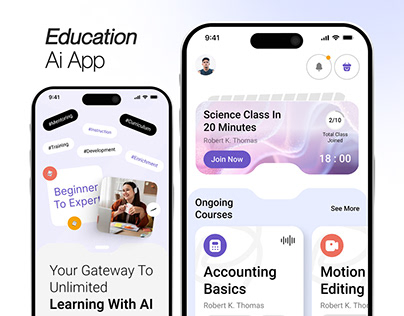 Education
Ai App
9:41
#Mentoring
#Curriculum
#Instruction
#Training
#Development
#Enrichment
Beginner
To Expert
Your Gateway To
Unlimited
Learning With AI
9:41
Science Class In
20 Minutes
Robert K. Thomas
Join Now
2/10
Total Class
Joined
18 : 00
Ongoing
Courses
See More
Accounting
Basics
Robert K. Thomas
Motion
Editing
Robert K. Thomas